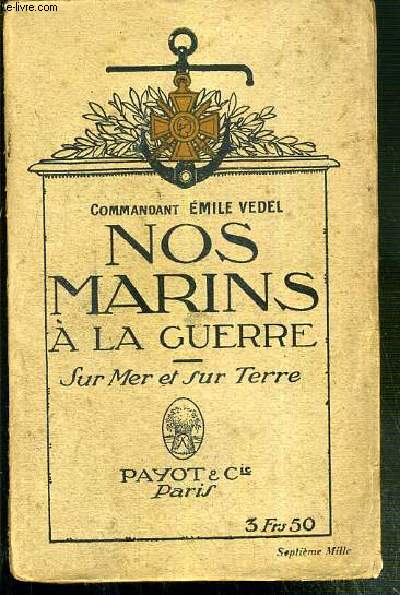 le-livre.com
COMMANDANT ÉMILE VEDEL
NOS
MARINS
À LA GUERRE
Sur Mer et sur Terre
PAYOT & Cie
Paris
3 Frs 50
Septième Mille